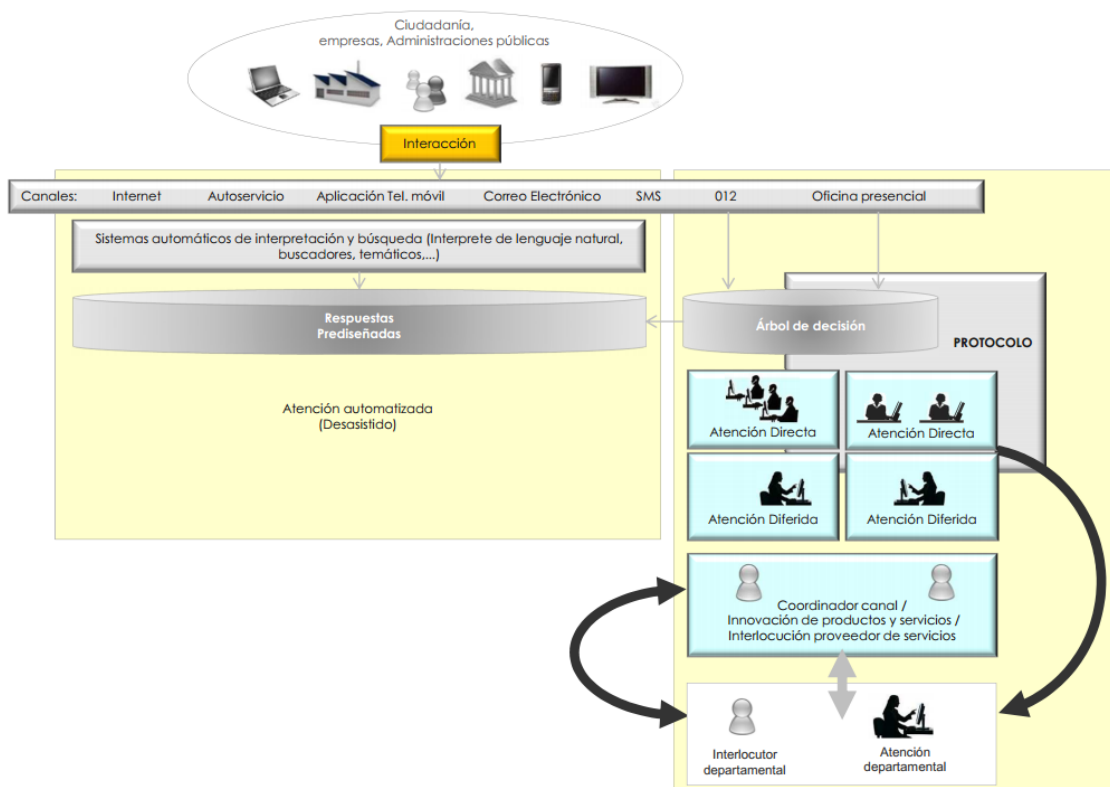 Ciudadanía,
empresas, Administraciones públicas
Interacción
Canales: Internet Autoservicio Aplicación Tel. móvil Correo Electrónico SMS 012 Oficina presencial
Sistemas automáticos de interpretación y búsqueda (Interprete de lenguaje natural,
buscadores, temáticos,...)
Respuestas
Prediseñadas
Árbol de decisión
PROTOCOLO
Atención automatizada
(Desasistido)
Atención Directa
Atención Directa
Atención Diferida
Atención Diferida
Coordinador canal /
Innovación de productos y servicios /
Interlocución proveedor de servicios
Interlocutor
departamental
Atención
departamental